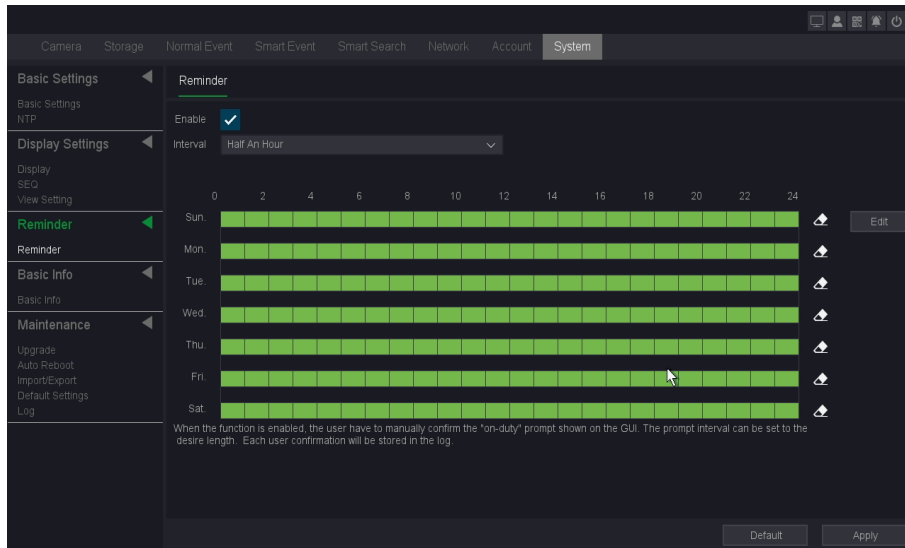 Camera Storage Normal Event Smart Event Smart Search Network Account System
Basic Settings
Basic Settings
NTP
Display Settings
Display
SEQ
View Setting
Reminder
Reminder
Basic Info
Basic Info
Maintenance
Upgrade
Auto Reboot
Import/Export
Default Settings
Log
Reminder
Enable
Interval Half An Hour
0 2 4 6 8 10 12 14 16 18 20 22 24
Sun. Edit
Mon.
Tue.
Wed.
Thu.
Fri.
Sat.
When the function is enabled, the user have to manually confirm the "on-duty" prompt shown on the GUI. The prompt interval can be set to the
desire length. Each user confirmation will be stored in the log.
Default Apply